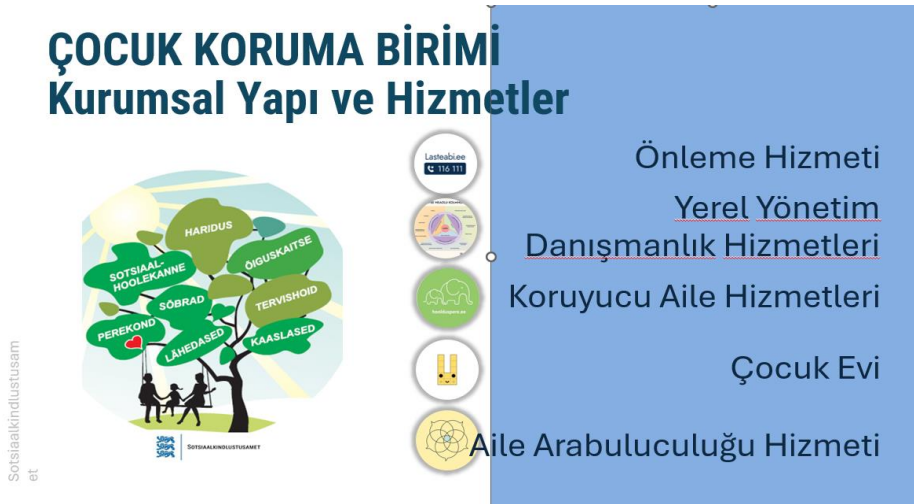 ÇOCUK KORUMA BİRİMİ
Kurumsal Yapı ve Hizmetler
Lasteabi.ee
116 111
Önleme Hizmeti
Yerel Yönetim
Danışmanlık Hizmetleri
Koruyucu Aile Hizmetleri
Çocuk Evi
Aile Arabuluculuğu Hizmeti
HARIDUS
ÕIGUSKAITSE
SOTSIAAL-
HOOLEKANNE
SÕBRAD
TERVISHOID
PEREKOND
LÄHEDASED
KAASLASED
SOTSIAALKINDLUSTUSAMET
Sotsiaalkindlustusam
et